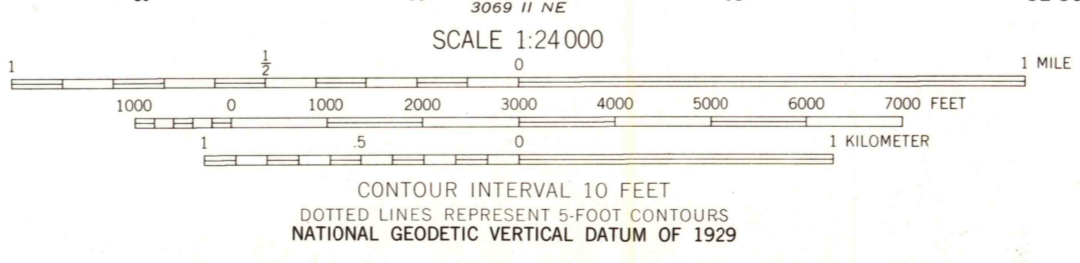 3069 II NE
SCALE 1:24 000
1 1/2 0 1 MILE
1000 0 1000 2000 3000 4000 5000 6000 7000 FEET
1 .5 0 1 KILOMETER
CONTOUR INTERVAL 10 FEET
DOTTED LINES REPRESENT 5-FOOT CONTOURS
NATIONAL GEODETIC VERTICAL DATUM OF 1929